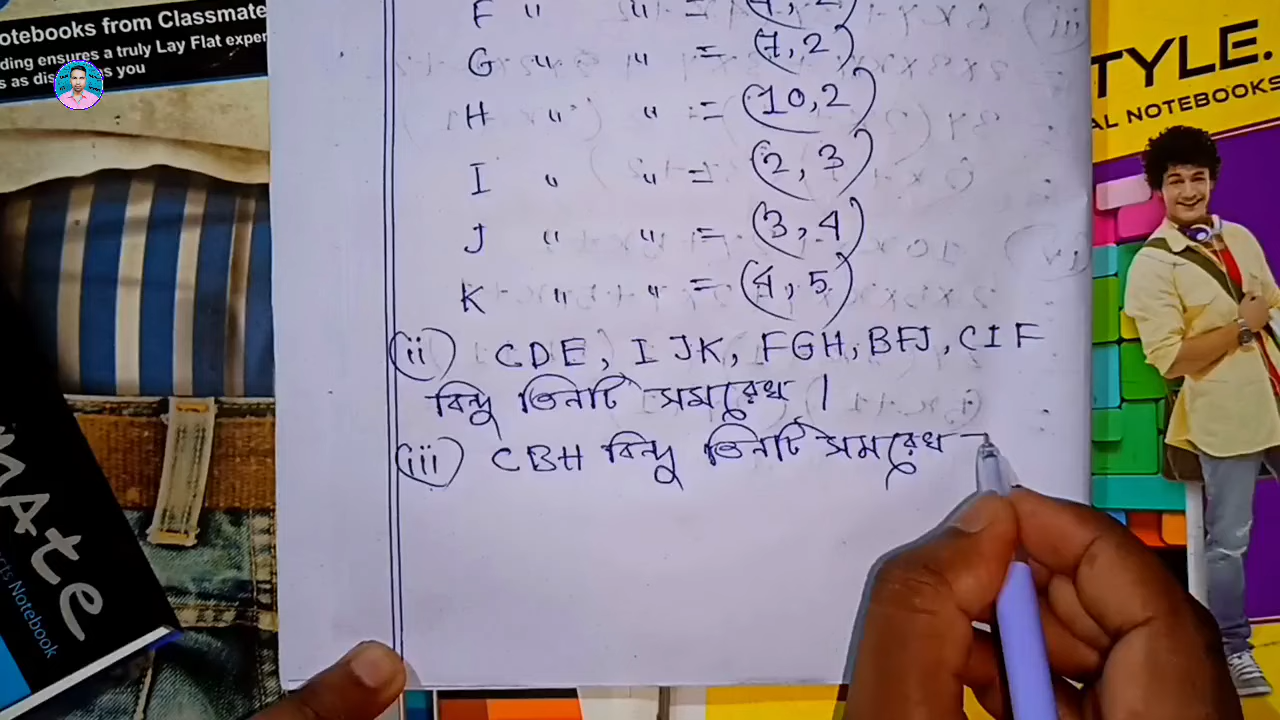 otebooks from Classmate
ding ensures a truly Lay Flat exper
s as dis s you
TYLE.
AL NOTEBOOKS
F " " =
G " " = (7,2)
H " " = (10,2)
I " " = (2, 3)
J " " = (3, 4)
K " " = (4, 5)
(ii) CDE, IJK, FGH, BFJ, CIF
বিন্দু তিনটি সমরেখ ।
(iii) CBH বিন্দু তিনটি সমরেখ
mate
cts Notebook